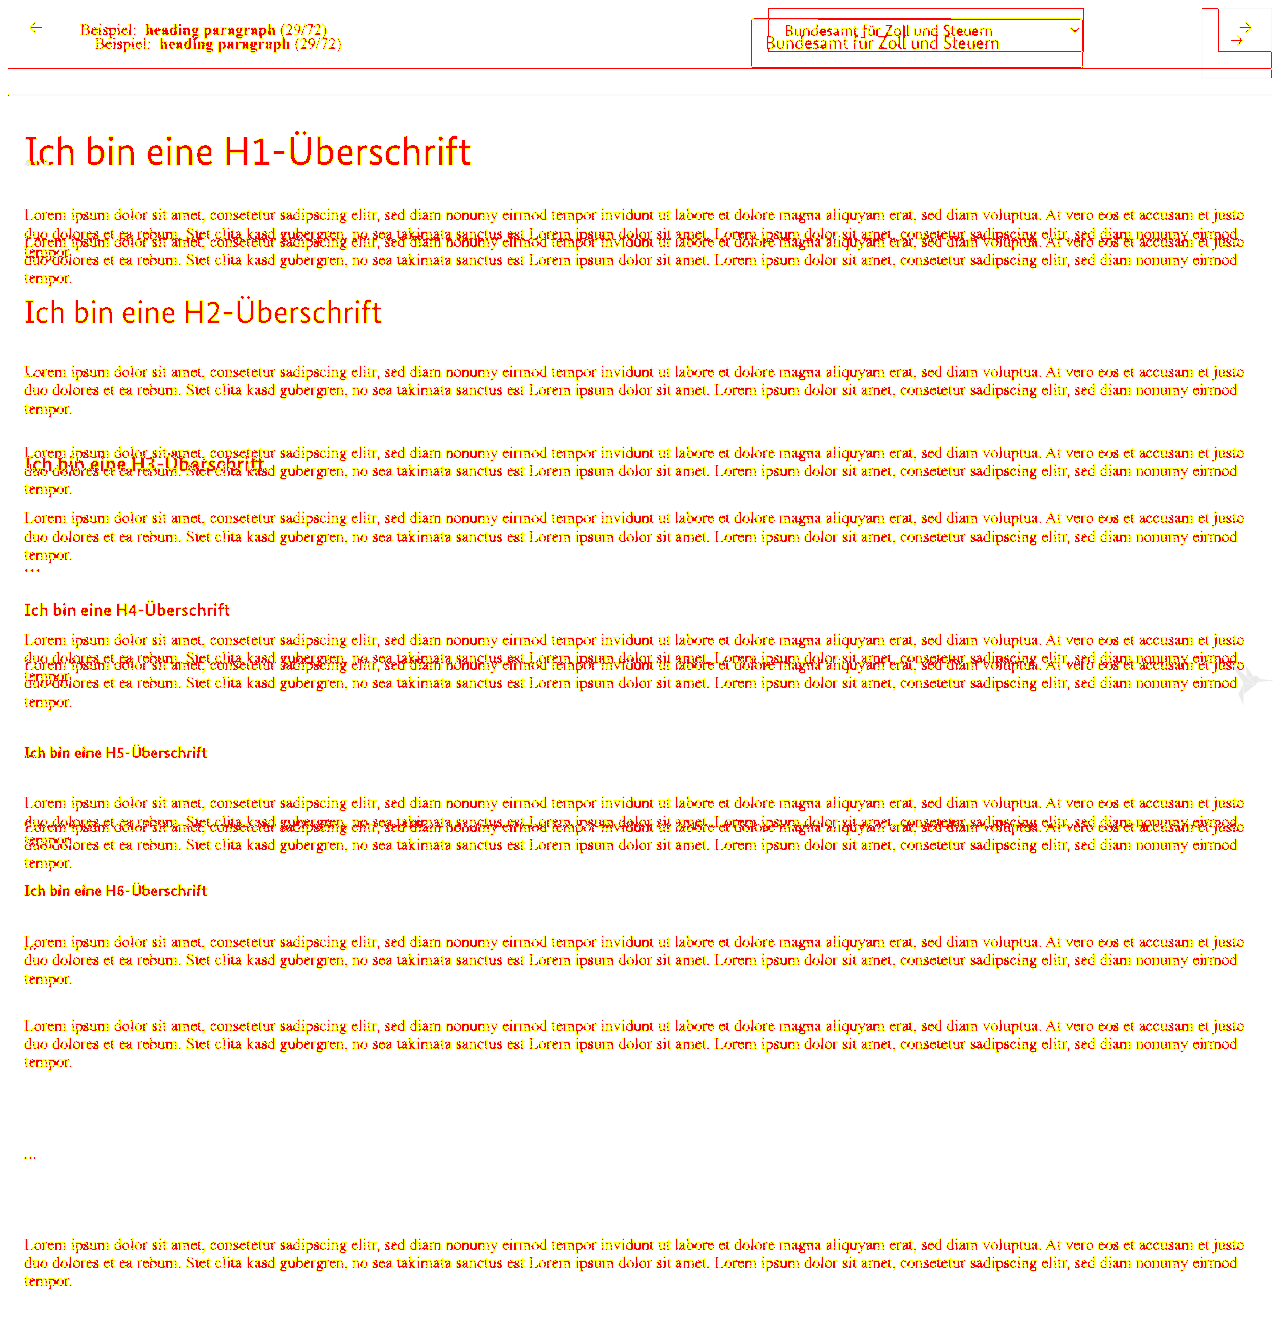 Beispiel: heading paragraph (29/72)
Bundesamt für Zoll und Steuern
Beispiel: heading paragraph (29/72)
Bundesamt für Zoll und Steuern
Ich bin eine H1-Überschrift
Lorem ipsum dolor sit amet, consetetur sadipscing elitr, sed diam nonumy eirmod tempor invidunt ut labore et dolore magna aliquyam erat, sed diam voluptua. At vero eos et accusam et justo
duo dolores et ea rebum. Stet clita kasd gubergren, no sea takimata sanctus est Lorem ipsum dolor sit amet. Lorem ipsum dolor sit amet, consetetur sadipscing elitr, sed diam nonumy eirmod
Lorem ipsum dolor sit amet, consetetur sadipscing elitr, sed diam nonumy eirmod tempor invidunt ut labore et dolore magna aliquyam erat, sed diam voluptua. At vero eos et accusam et justo
tempor.
duo dolores et ea rebum. Stet clita kasd gubergren, no sea takimata sanctus est Lorem ipsum dolor sit amet. Lorem ipsum dolor sit amet, consetetur sadipscing elitr, sed diam nonumy eirmod
tempor.
Ich bin eine H2-Überschrift
Lorem ipsum dolor sit amet, consetetur sadipscing elitr, sed diam nonumy eirmod tempor invidunt ut labore et dolore magna aliquyam erat, sed diam voluptua. At vero eos et accusam et justo
duo dolores et ea rebum. Stet clita kasd gubergren, no sea takimata sanctus est Lorem ipsum dolor sit amet. Lorem ipsum dolor sit amet, consetetur sadipscing elitr, sed diam nonumy eirmod
tempor.
Lorem ipsum dolor sit amet, consetetur sadipscing elitr, sed diam nonumy eirmod tempor invidunt ut labore et dolore magna aliquyam erat, sed diam voluptua. At vero eos et accusam et justo
Ich bin eine H3-Überschrift
duo dolores et ea rebum. Stet clita kasd gubergren, no sea takimata sanctus est Lorem ipsum dolor sit amet. Lorem ipsum dolor sit amet, consetetur sadipscing elitr, sed diam nonumy eirmod
tempor.
Lorem ipsum dolor sit amet, consetetur sadipscing elitr, sed diam nonumy eirmod tempor invidunt ut labore et dolore magna aliquyam erat, sed diam voluptua. At vero eos et accusam et justo
duo dolores et ea rebum. Stet clita kasd gubergren, no sea takimata sanctus est Lorem ipsum dolor sit amet. Lorem ipsum dolor sit amet, consetetur sadipscing elitr, sed diam nonumy eirmod
tempor.
...
Ich bin eine H4-Überschrift
Lorem ipsum dolor sit amet, consetetur sadipscing elitr, sed diam nonumy eirmod tempor invidunt ut labore et dolore magna aliquyam erat, sed diam voluptua. At vero eos et accusam et justo
duo dolores et ea rebum. Stet clita kasd gubergren, no sea takimata sanctus est Lorem ipsum dolor sit amet. Lorem ipsum dolor sit amet, consetetur sadipscing elitr, sed diam nonumy eirmod
Lorem ipsum dolor sit amet, consetetur sadipscing elitr, sed diam nonumy eirmod tempor invidunt ut labore et dolore magna aliquyam erat, sed diam voluptua. At vero eos et accusam et justo
tempor.
duo dolores et ea rebum. Stet clita kasd gubergren, no sea takimata sanctus est Lorem ipsum dolor sit amet. Lorem ipsum dolor sit amet, consetetur sadipscing elitr, sed diam nonumy eirmod
tempor.
Ich bin eine H5-Überschrift
Lorem ipsum dolor sit amet, consetetur sadipscing elitr, sed diam nonumy eirmod tempor invidunt ut labore et dolore magna aliquyam erat, sed diam voluptua. At vero eos et accusam et justo
duo dolores et ea rebum. Stet clita kasd gubergren, no sea takimata sanctus est Lorem ipsum dolor sit amet. Lorem ipsum dolor sit amet, consetetur sadipscing elitr, sed diam nonumy eirmod
Lorem ipsum dolor sit amet, consetetur sadipscing elitr, sed diam nonumy eirmod tempor invidunt ut labore et dolore magna aliquyam erat, sed diam voluptua. At vero eos et accusam et justo
tempor.
duo dolores et ea rebum. Stet clita kasd gubergren, no sea takimata sanctus est Lorem ipsum dolor sit amet. Lorem ipsum dolor sit amet, consetetur sadipscing elitr, sed diam nonumy eirmod
tempor.
Ich bin eine H6-Überschrift
Lorem ipsum dolor sit amet, consetetur sadipscing elitr, sed diam nonumy eirmod tempor invidunt ut labore et dolore magna aliquyam erat, sed diam voluptua. At vero eos et accusam et justo
duo dolores et ea rebum. Stet clita kasd gubergren, no sea takimata sanctus est Lorem ipsum dolor sit amet. Lorem ipsum dolor sit amet, consetetur sadipscing elitr, sed diam nonumy eirmod
tempor.
Lorem ipsum dolor sit amet, consetetur sadipscing elitr, sed diam nonumy eirmod tempor invidunt ut labore et dolore magna aliquyam erat, sed diam voluptua. At vero eos et accusam et justo
duo dolores et ea rebum. Stet clita kasd gubergren, no sea takimata sanctus est Lorem ipsum dolor sit amet. Lorem ipsum dolor sit amet, consetetur sadipscing elitr, sed diam nonumy eirmod
tempor.
...
Lorem ipsum dolor sit amet, consetetur sadipscing elitr, sed diam nonumy eirmod tempor invidunt ut labore et dolore magna aliquyam erat, sed diam voluptua. At vero eos et accusam et justo
duo dolores et ea rebum. Stet clita kasd gubergren, no sea takimata sanctus est Lorem ipsum dolor sit amet. Lorem ipsum dolor sit amet, consetetur sadipscing elitr, sed diam nonumy eirmod
tempor.